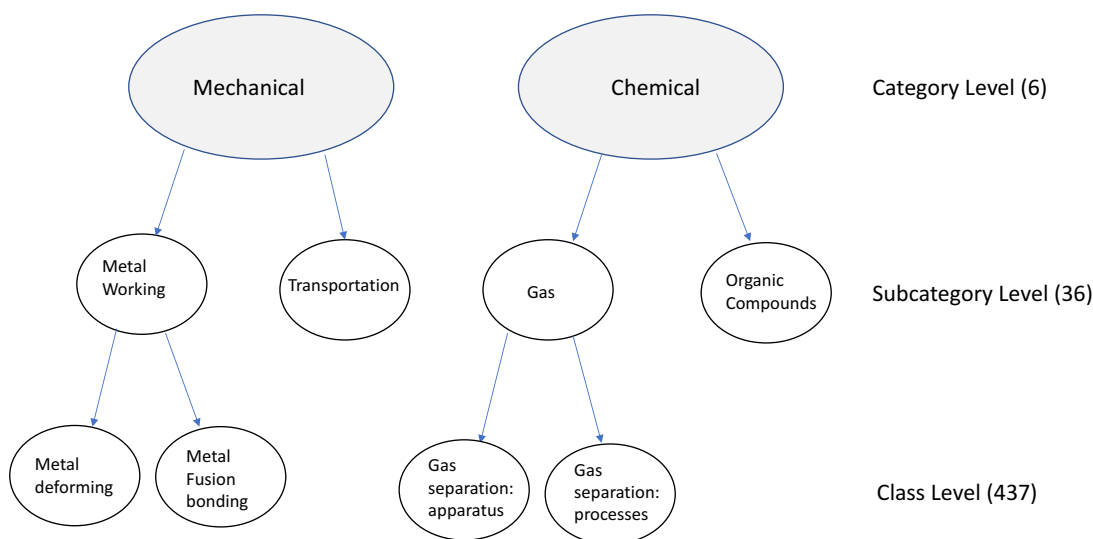 Mechanical
Chemical
Category Level (6)
Metal
Working
Transportation
Gas
Organic
Compounds
Subcategory Level (36)
Metal
deforming
Metal
Fusion
bonding
Gas
separation:
apparatus
Gas
separation:
processes
Class Level (437)